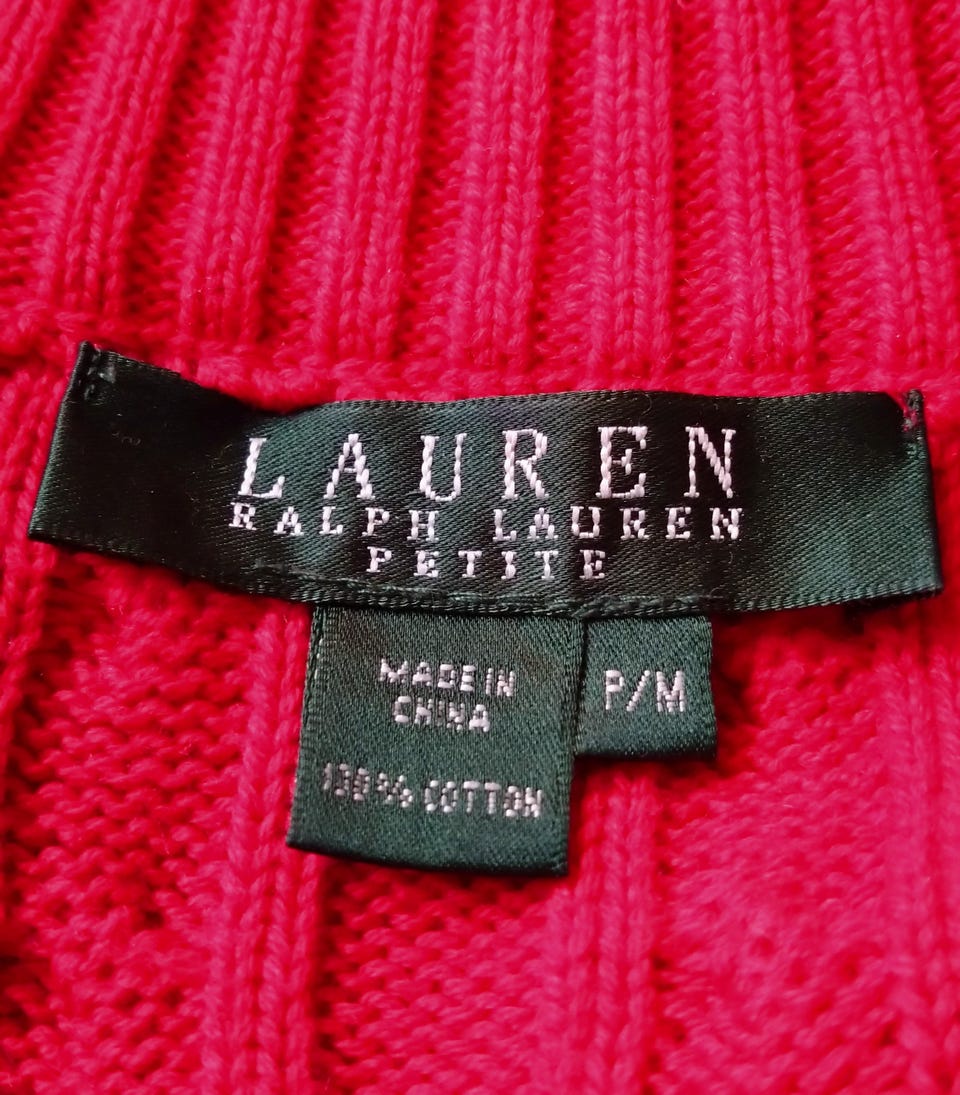 LAUREN
RALPH LAUREN
PETITE
MADE IN
CHINA
P/M
100% COTTON